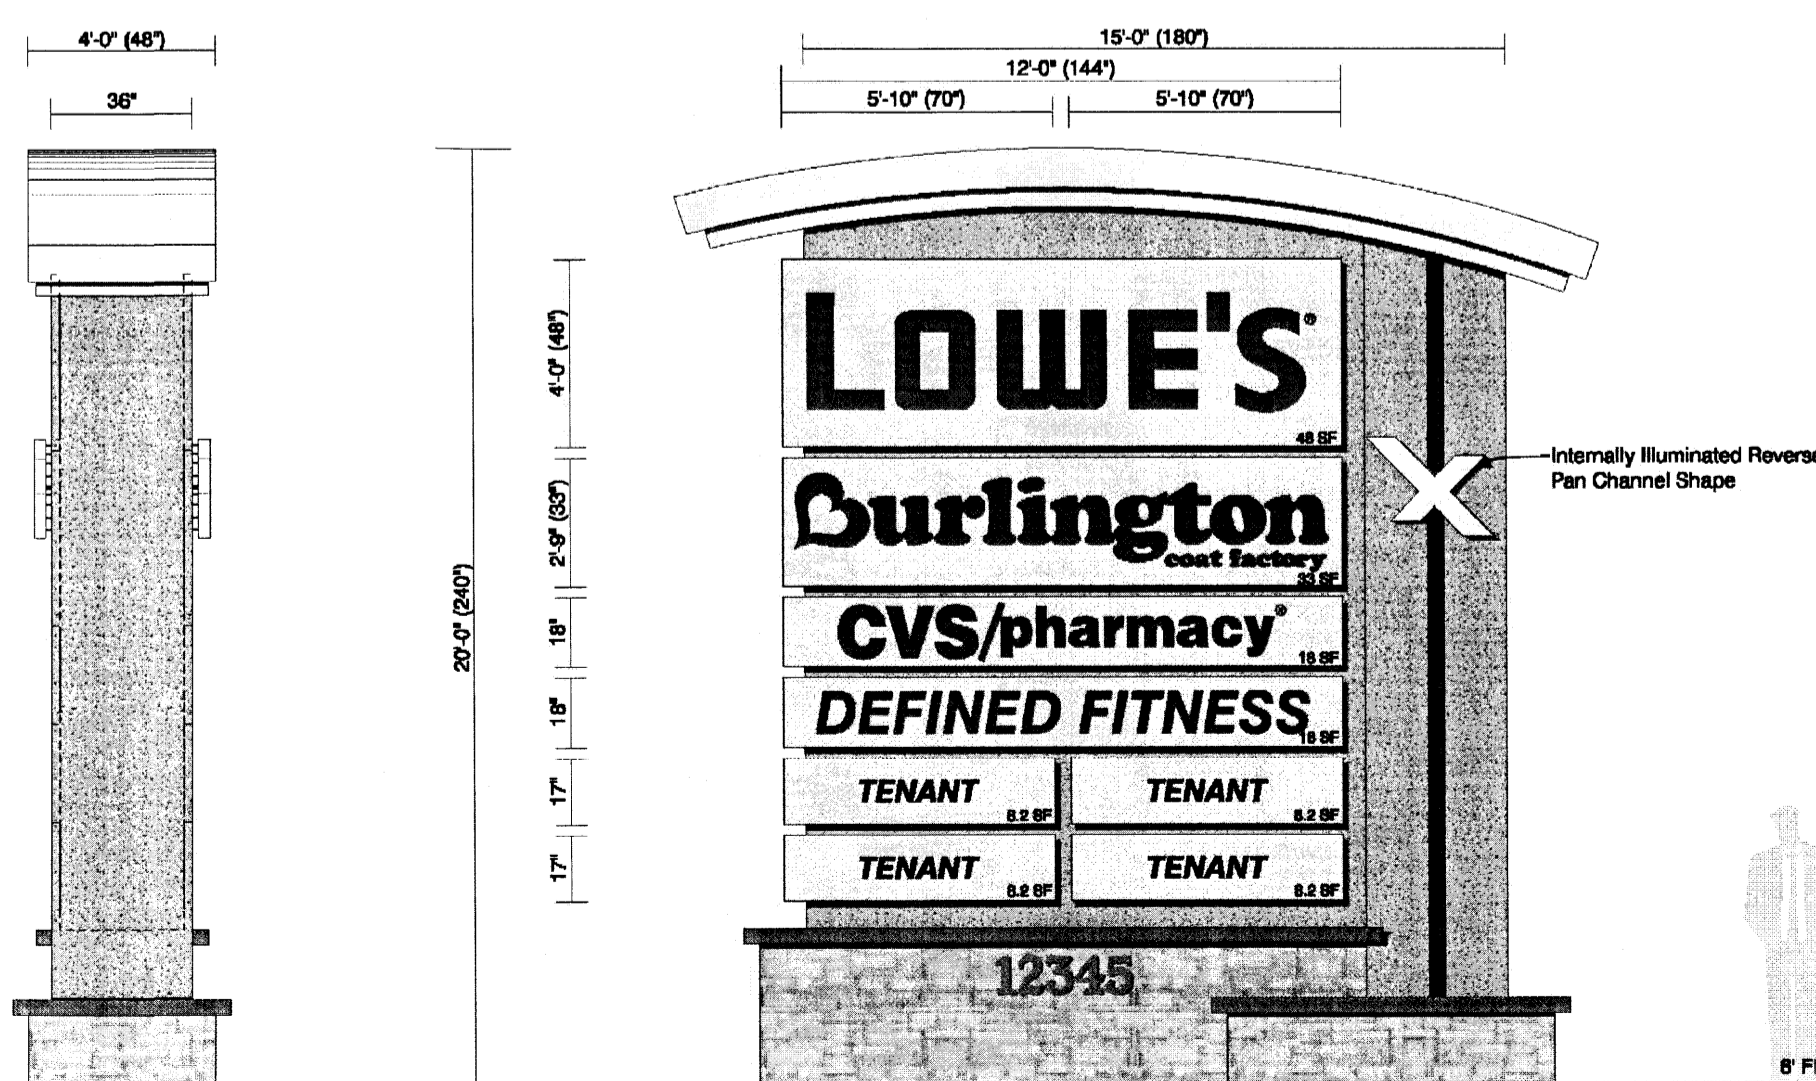 4'-0" (48")
36"
20'-0" (240")
15'-0" (180")
12'-0" (144")
5'-10" (70")
5'-10" (70")
4'-0" (48")
2'-9" (33")
18"
18"
17"
17"
LOWE'S®
48 SF
Burlington
coat factory
33 SF
CVS/pharmacy®
18 SF
DEFINED FITNESS
18 SF
TENANT
8.2 SF
TENANT
8.2 SF
TENANT
8.2 SF
TENANT
8.2 SF
12345
X
Internally Illuminated Reverse
Pan Channel Shape
6' F